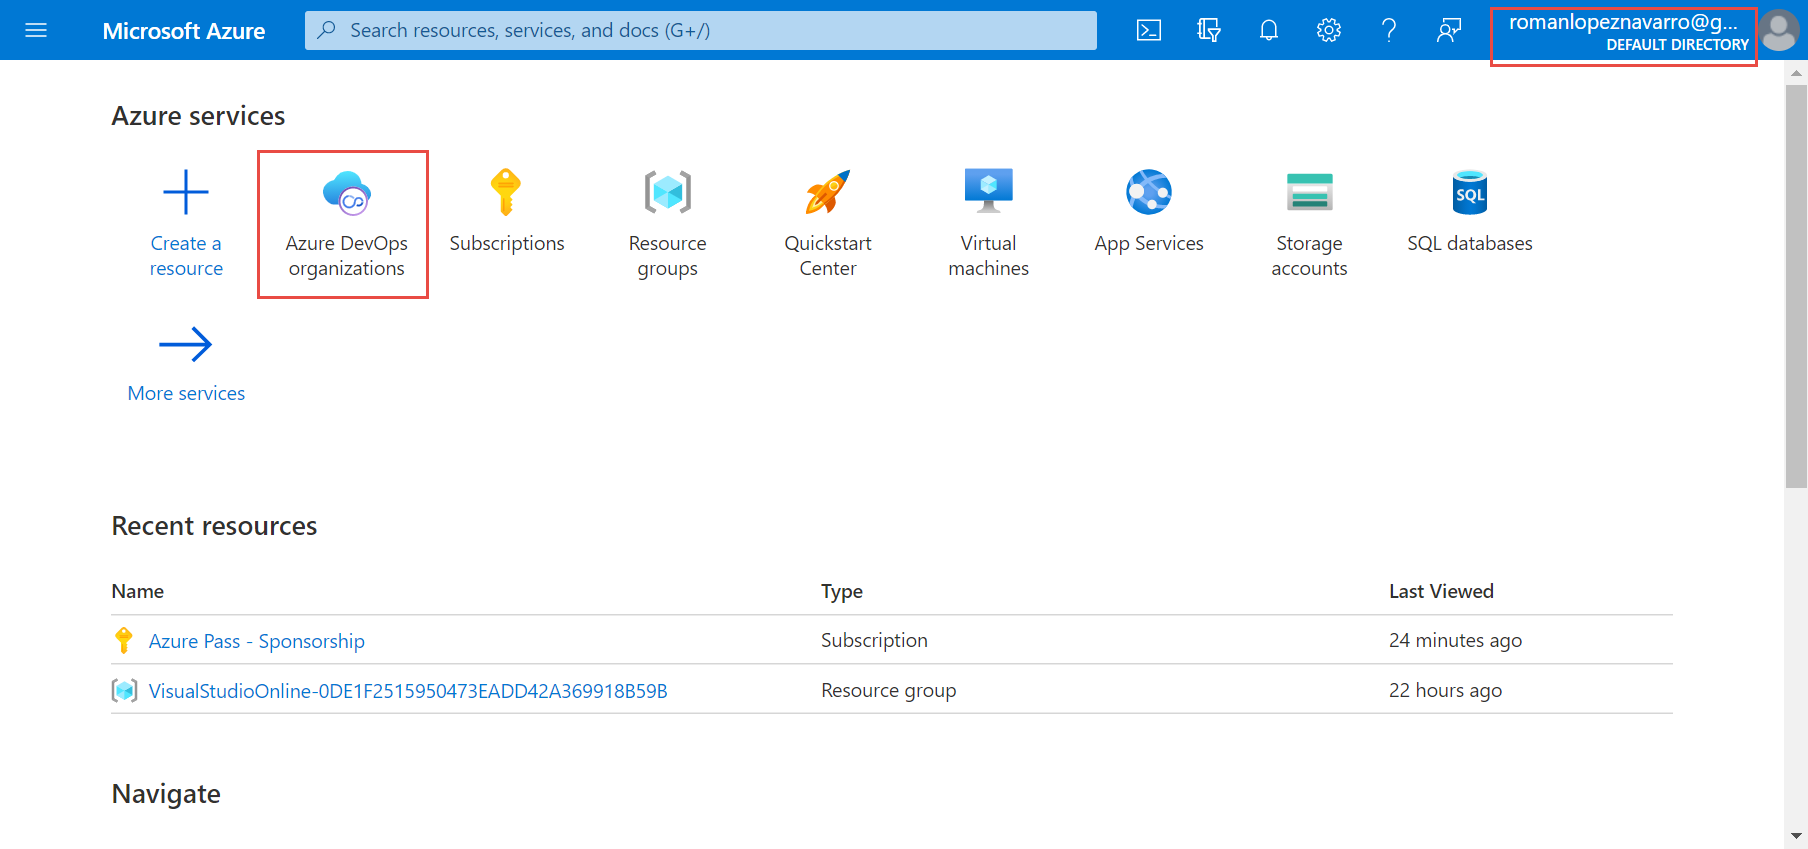 Microsoft Azure
Search resources, services, and docs (G+/)
romanlopeznavarro@g...
DEFAULT DIRECTORY
Azure services
Create a
resource
Azure DevOps
organizations
Subscriptions
Resource
groups
Quickstart
Center
Virtual
machines
App Services
Storage
accounts
SQL
SQL databases
More services
Recent resources
Name Type Last Viewed
Azure Pass - Sponsorship Subscription 24 minutes ago
VisualStudioOnline-0DE1F2515950473EADD42A369918B59B Resource group 22 hours ago
Navigate